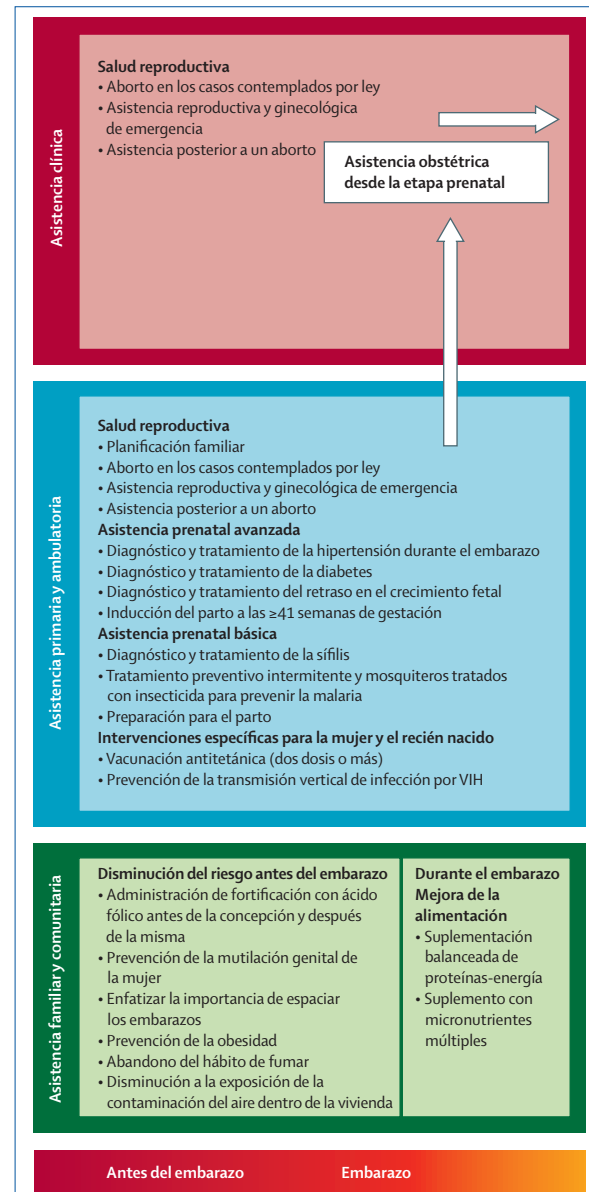 Asistencia clínica
Salud reproductiva
• Aborto en los casos contemplados por ley
• Asistencia reproductiva y ginecológica
de emergencia
• Asistencia posterior a un aborto
Asistencia obstétrica
desde la etapa prenatal
Asistencia primaria y ambulatoria
Salud reproductiva
• Planificación familiar
• Aborto en los casos contemplados por ley
• Asistencia reproductiva y ginecológica de emergencia
• Asistencia posterior a un aborto
Asistencia prenatal avanzada
• Diagnóstico y tratamiento de la hipertensión durante el embarazo
• Diagnóstico y tratamiento de la diabetes
• Diagnóstico y tratamiento del retraso en el crecimiento fetal
• Inducción del parto a las ≥41 semanas de gestación
Asistencia prenatal básica
• Diagnóstico y tratamiento de la sífilis
• Tratamiento preventivo intermitente y mosquiteros tratados
con insecticida para prevenir la malaria
• Preparación para el parto
Intervenciones específicas para la mujer y el recién nacido
• Vacunación antitetánica (dos dosis o más)
• Prevención de la transmisión vertical de infección por VIH
Asistencia familiar y comunitaria
Disminución del riesgo antes del embarazo
• Administración de fortificación con ácido
fólico antes de la concepción y después
de la misma
• Prevención de la mutilación genital de
la mujer
• Enfatizar la importancia de espaciar
los embarazos
• Prevención de la obesidad
• Abandono del hábito de fumar
• Disminución a la exposición de la
contaminación del aire dentro de la vivienda
Durante el embarazo
Mejora de la
alimentación
• Suplementación
balanceada de
proteínas-energía
• Suplemento con
micronutrientes
múltiples
Antes del embarazo
Embarazo